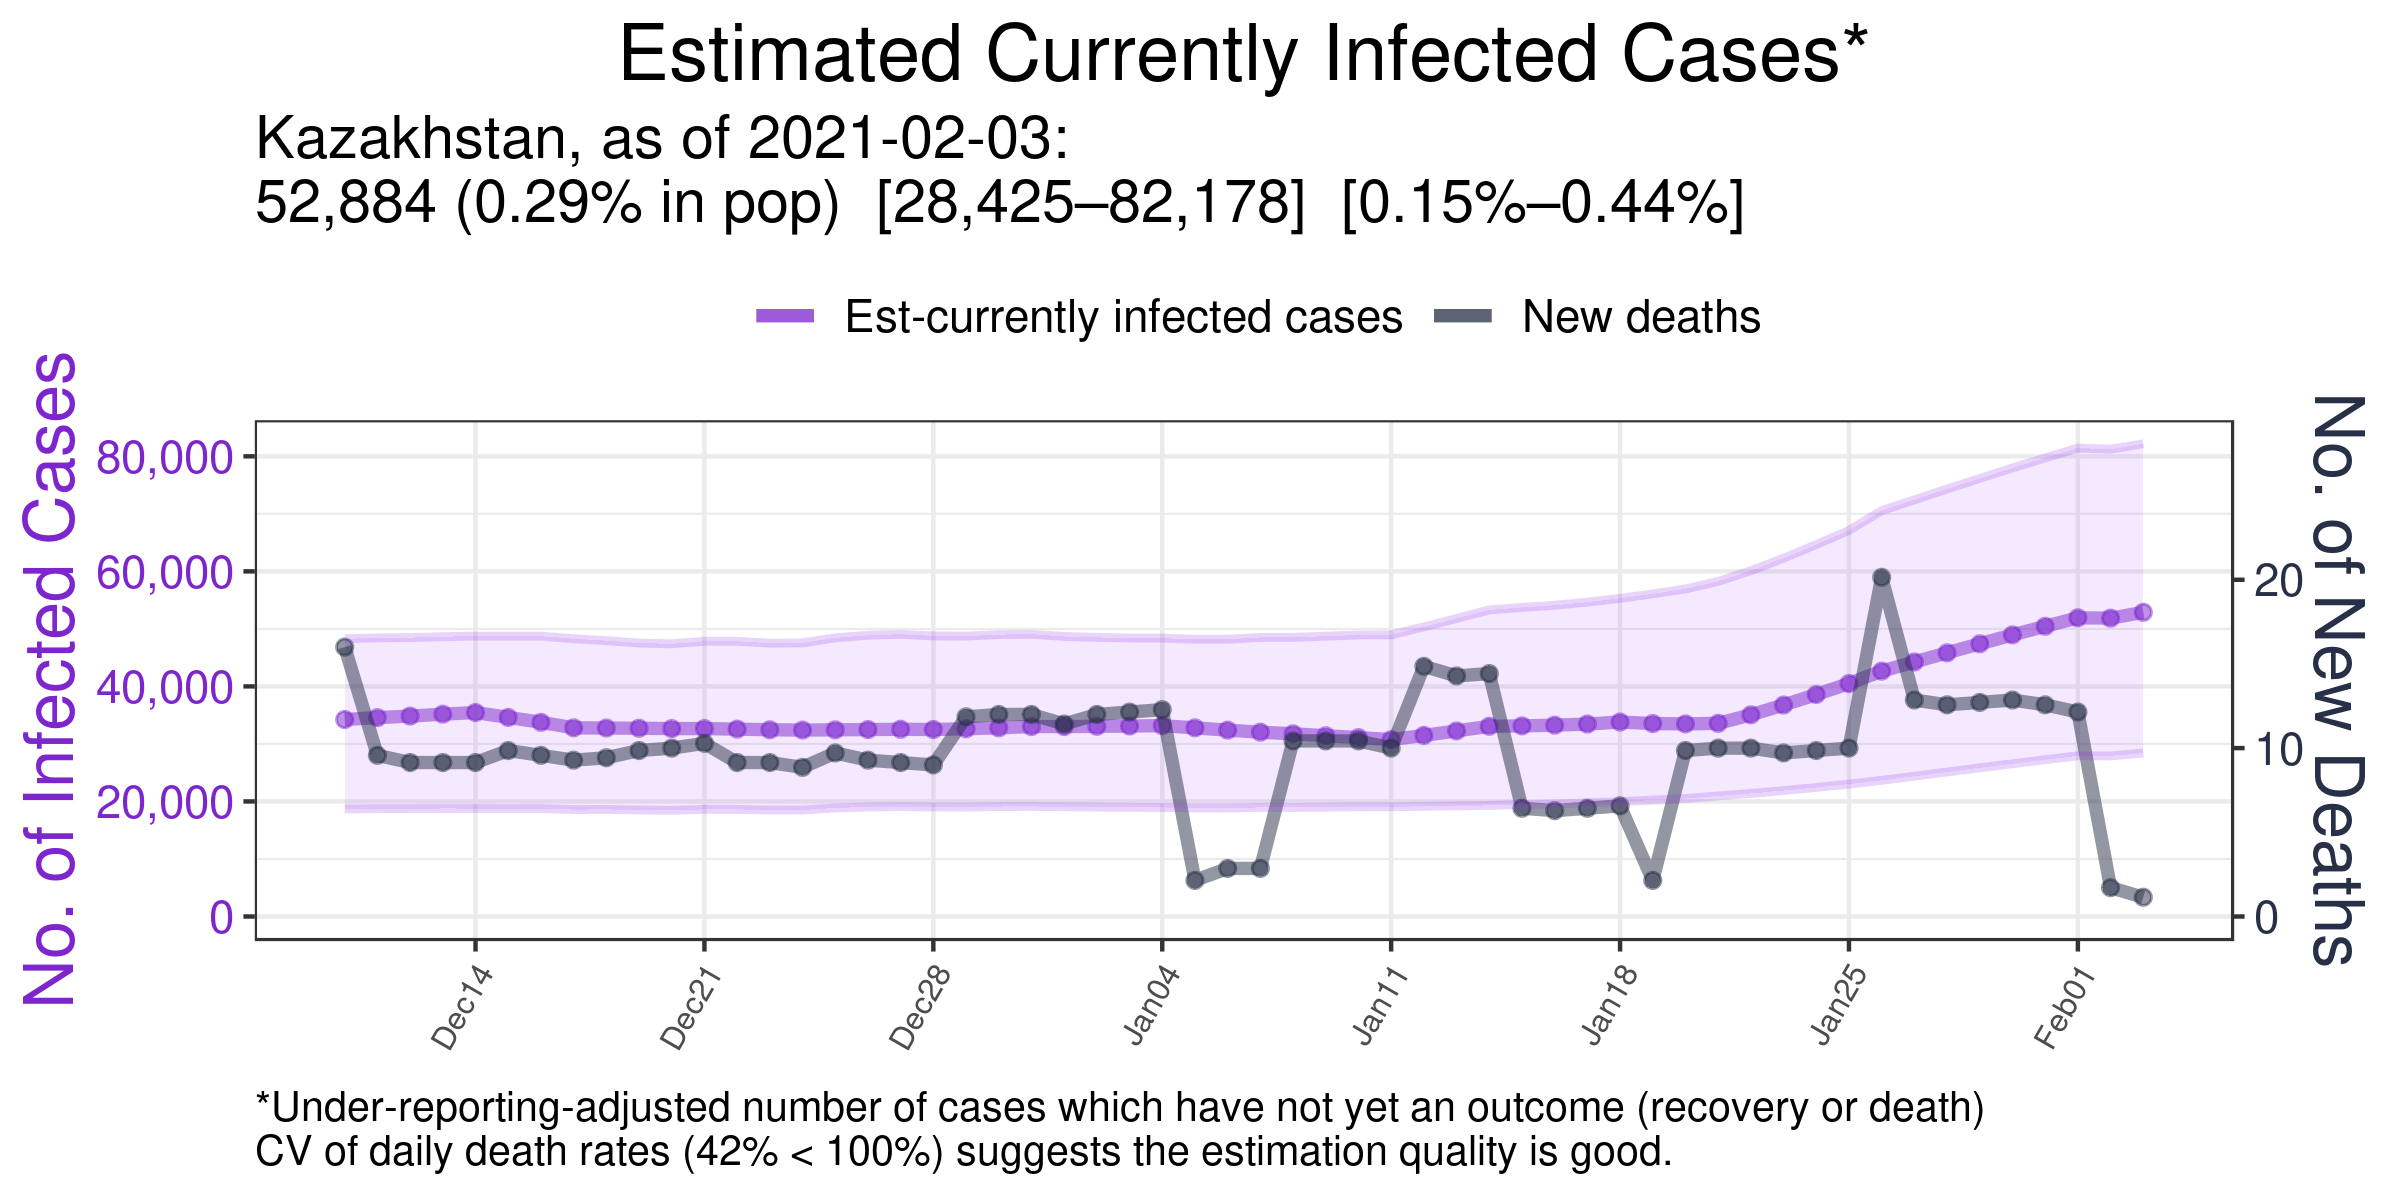 Estimated Currently Infected Cases*
Kazakhstan, as of 2021-02-03:
52,884 (0.29% in pop)  [28,425–82,178]  [0.15%–0.44%]
Est-currently infected cases
New deaths
No. of Infected Cases
80,000
60,000
40,000
20,000
0
20
10
0
No. of New Deaths
Dec14
Dec21
Dec28
Jan04
Jan11
Jan18
Jan25
Feb01
*Under-reporting-adjusted number of cases which have not yet an outcome (recovery or death)
CV of daily death rates (42% < 100%) suggests the estimation quality is good.